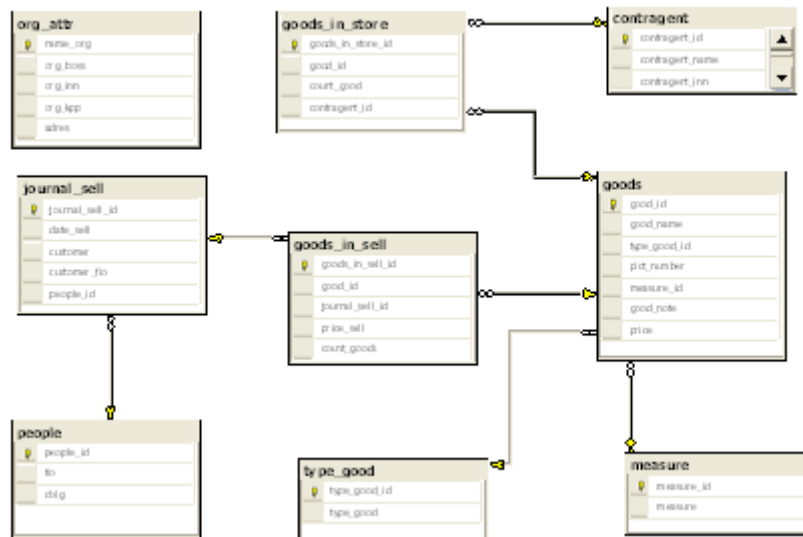 org_attr
name_org
org_boss
org_inn
org_kpp
adres
goods_in_store
goods_in_store_id
good_id
count_good
contragent_id
contragent
contragent_id
contragent_name
contragent_inn
journal_sell
journal_sell_id
date_sell
customer
customer_fio
people_id
goods_in_sell
goods_in_sell_id
good_id
journal_sell_id
price_sell
count_goods
goods
good_id
good_name
type_good_id
pict_number
measure_id
good_note
price
people
people_id
fio
type_good
type_good_id
type_good
measure
measure_id
measure